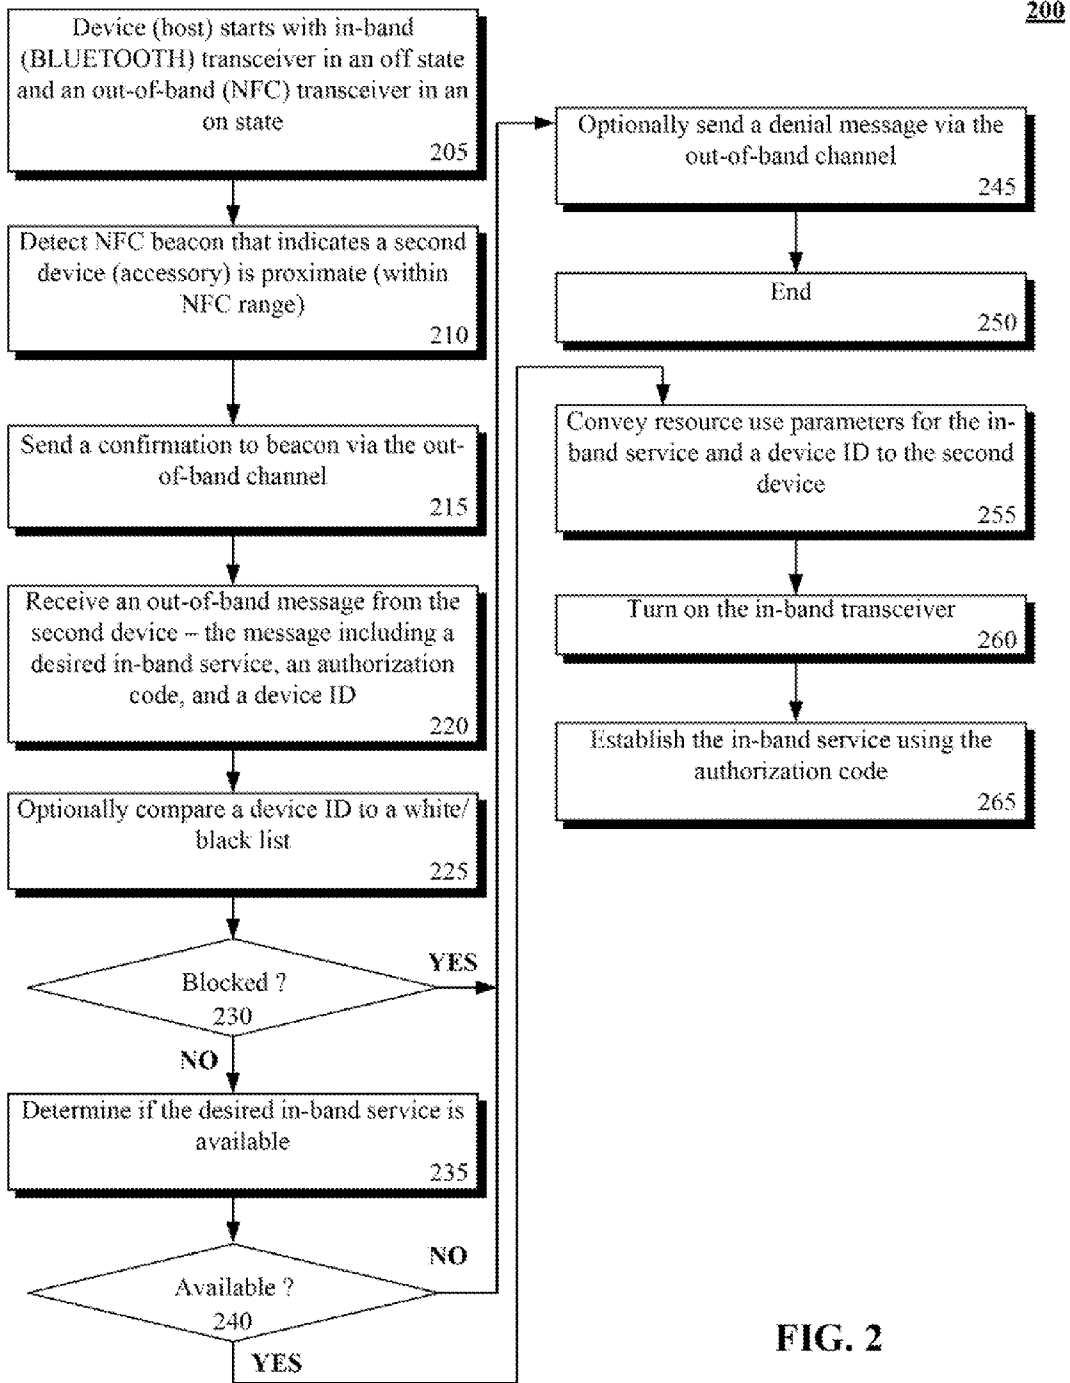 200
Device (host) starts with in-band
(BLUETOOTH) transceiver in an off state
and an out-of-band (NFC) transceiver in an
on state
205
Detect NFC beacon that indicates a second
device (accessory) is proximate (within
NFC range)
210
Send a confirmation to beacon via the out-
of-band channel
215
Receive an out-of-band message from the
second device – the message including a
desired in-band service, an authorization
code, and a device ID
220
Optionally compare a device ID to a white/
black list
225
Blocked ?
230
YES
NO
Determine if the desired in-band service is
available
235
Available ?
240
NO
YES
Optionally send a denial message via the
out-of-band channel
245
End
250
Convey resource use parameters for the in-
band service and a device ID to the second
device
255
Turn on the in-band transceiver
260
Establish the in-band service using the
authorization code
265
FIG. 2